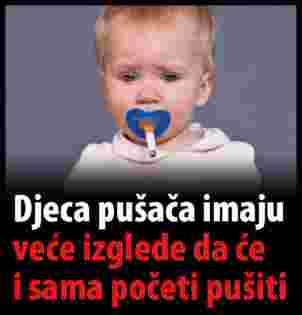 Djeca pušača imaju
veće izglede da će
i sama početi pušiti